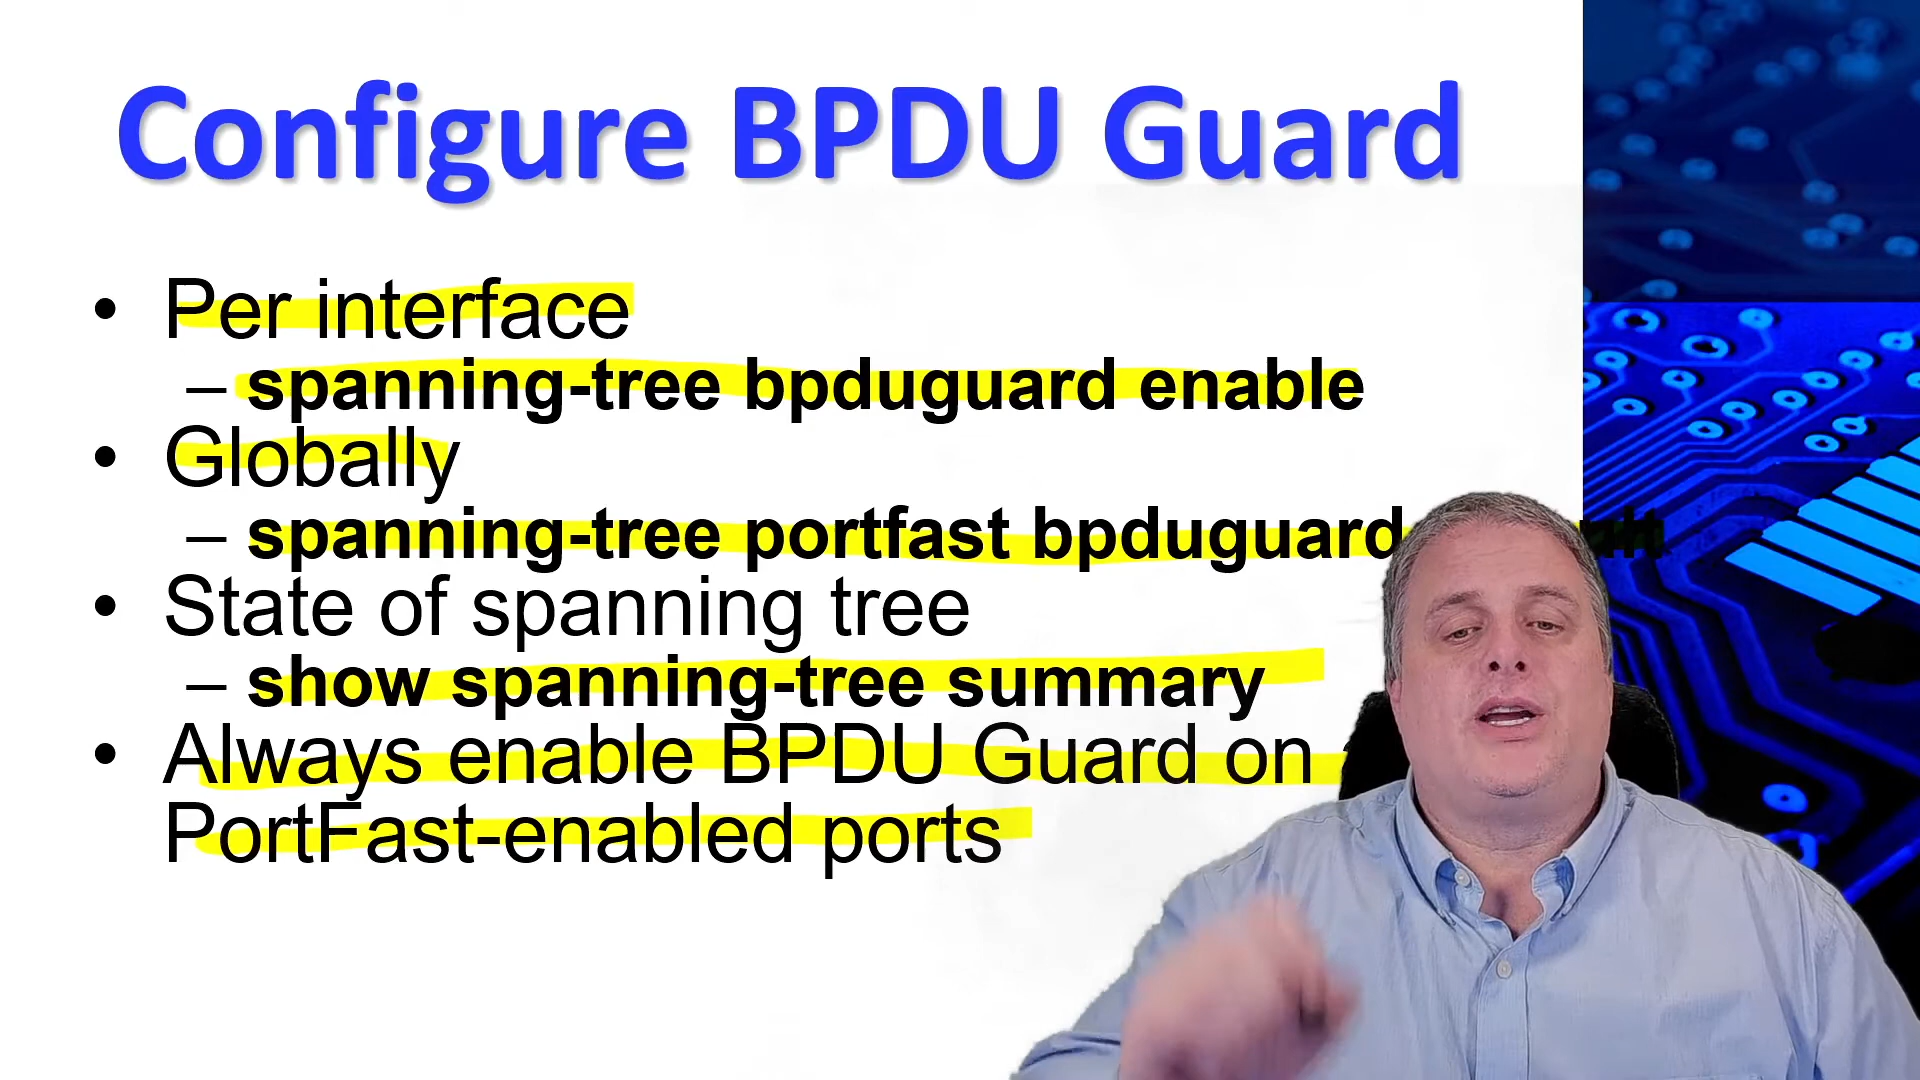 Configure BPDU Guard
• Per interface
– spanning-tree bpduguard enable
• Globally
– spanning-tree portfast bpduguard
• State of spanning tree
– show spanning-tree summary
• Always enable BPDU Guard on
PortFast-enabled ports